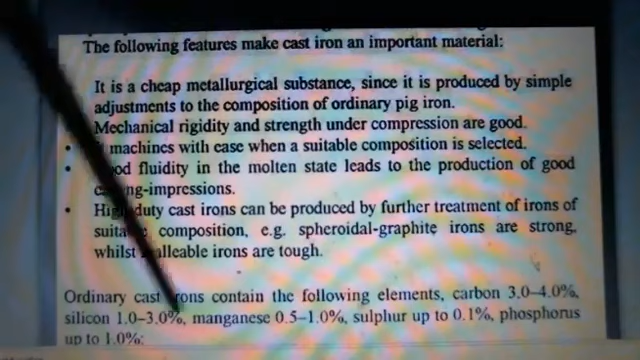 The following features make cast iron an important material:
It is a cheap metallurgical substance, since it is produced by simple
adjustments to the composition of ordinary pig iron.
Mechanical rigidity and strength under compression are good.
machines with ease when a suitable composition is selected.
fluidity in the molten state leads to the production of good
-impressions.
duty cast irons can be produced by further treatment of irons of
composition, e.g. spheroidal-graphite irons are strong,
whilst irons are tough.
Ordinary cast contain the following elements, carbon 3.0–4.0%,
silicon 1.0–3.0%, manganese 0.5–1.0%, sulphur up to 0.1%, phosphorus
up to 1.0%: